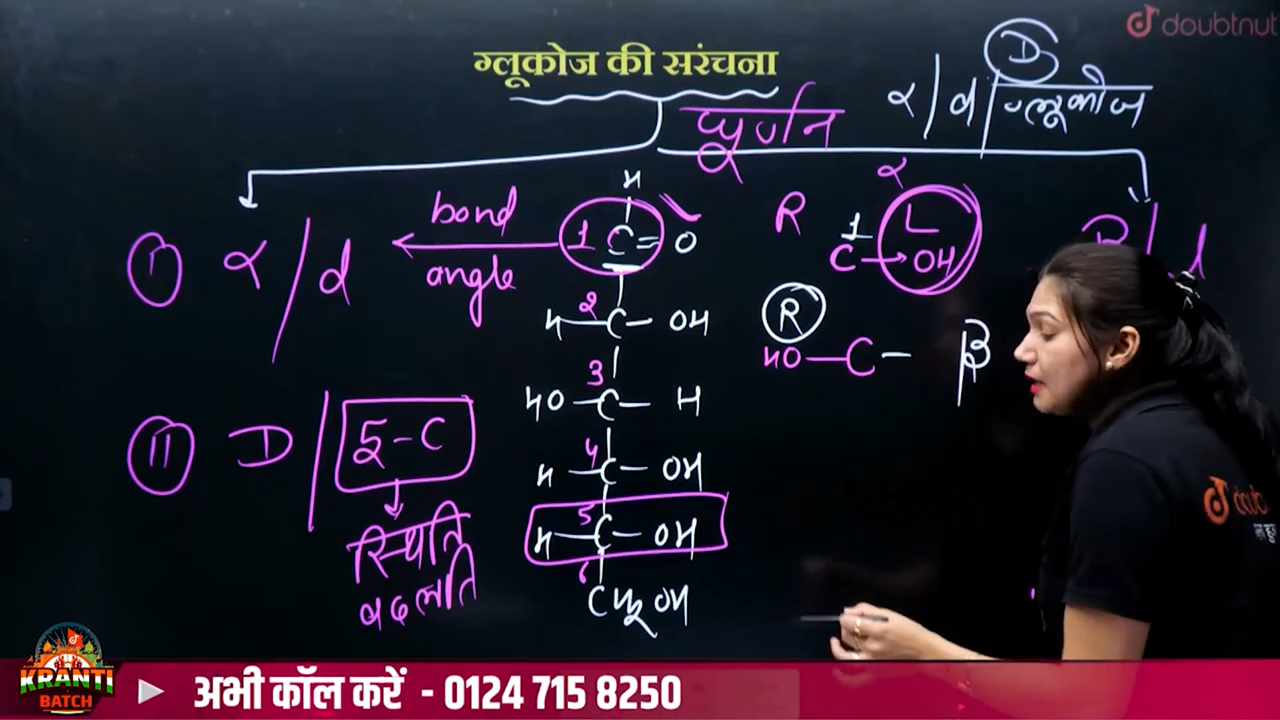 doubtnut
ग्लूकोज की सरंचना
α/d/D ग्लूकोज
घूर्णन
H
1 C = O
bond
angle
I α/d
R
α
1 L
C → OH
2 H — C — OH
R
HO — C —
β
3 HO — C — H
II D / 5-C
4 H — C — OH
5 H — C — OH
स्थिति
बदलती
6 CH₂OH
KRANTI
BATCH
अभी कॉल करें - 0124 715 8250